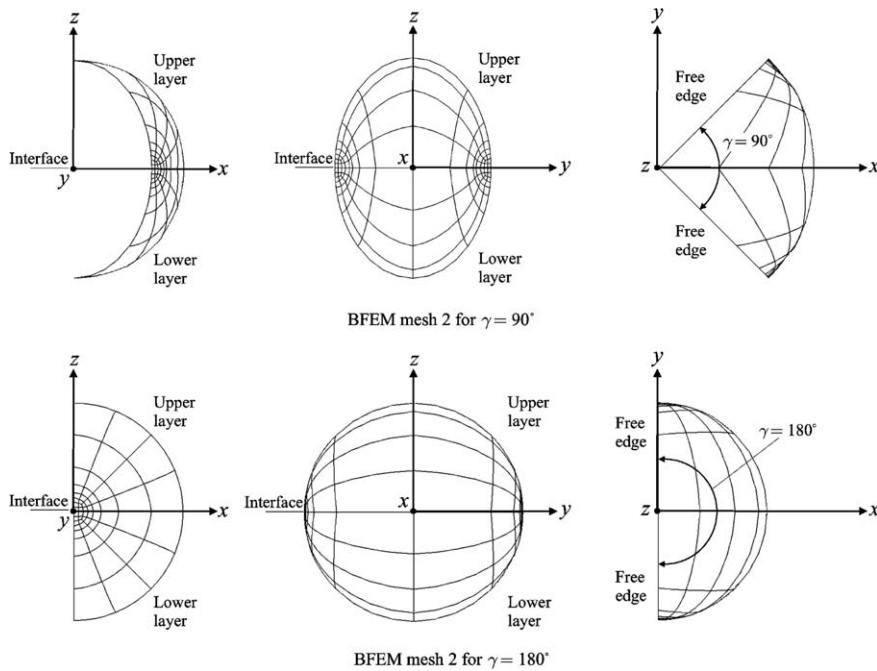 z
Upper
layer
Interface
y
x
Lower
layer
z
Upper
layer
Interface
x
y
Lower
layer
y
Free
edge
γ = 90°
z
x
Free
edge
BFEM mesh 2 for γ = 90°
z
Upper
layer
Interface
y
x
Lower
layer
z
Upper
layer
Interface
x
y
Lower
layer
y
Free
edge
γ = 180°
z
x
Free
edge
BFEM mesh 2 for γ = 180°